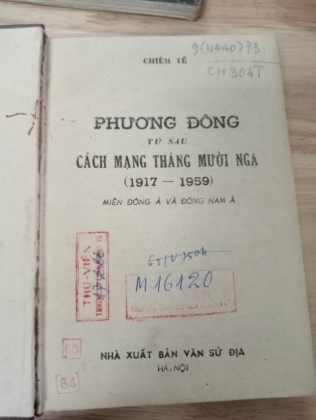 CHIÊM TẾ
9(N440)73
CH304T
PHƯƠNG ĐÔNG
TỪ SAU
CÁCH MẠNG THÁNG MƯỜI NGA
(1917 — 1959)
MIỀN ĐÔNG Á VÀ ĐÔNG NAM Á
THƯ-VIỆN
M.16120
NHÀ XUẤT BẢN VĂN SỬ ĐỊA
HÀ-NỘI